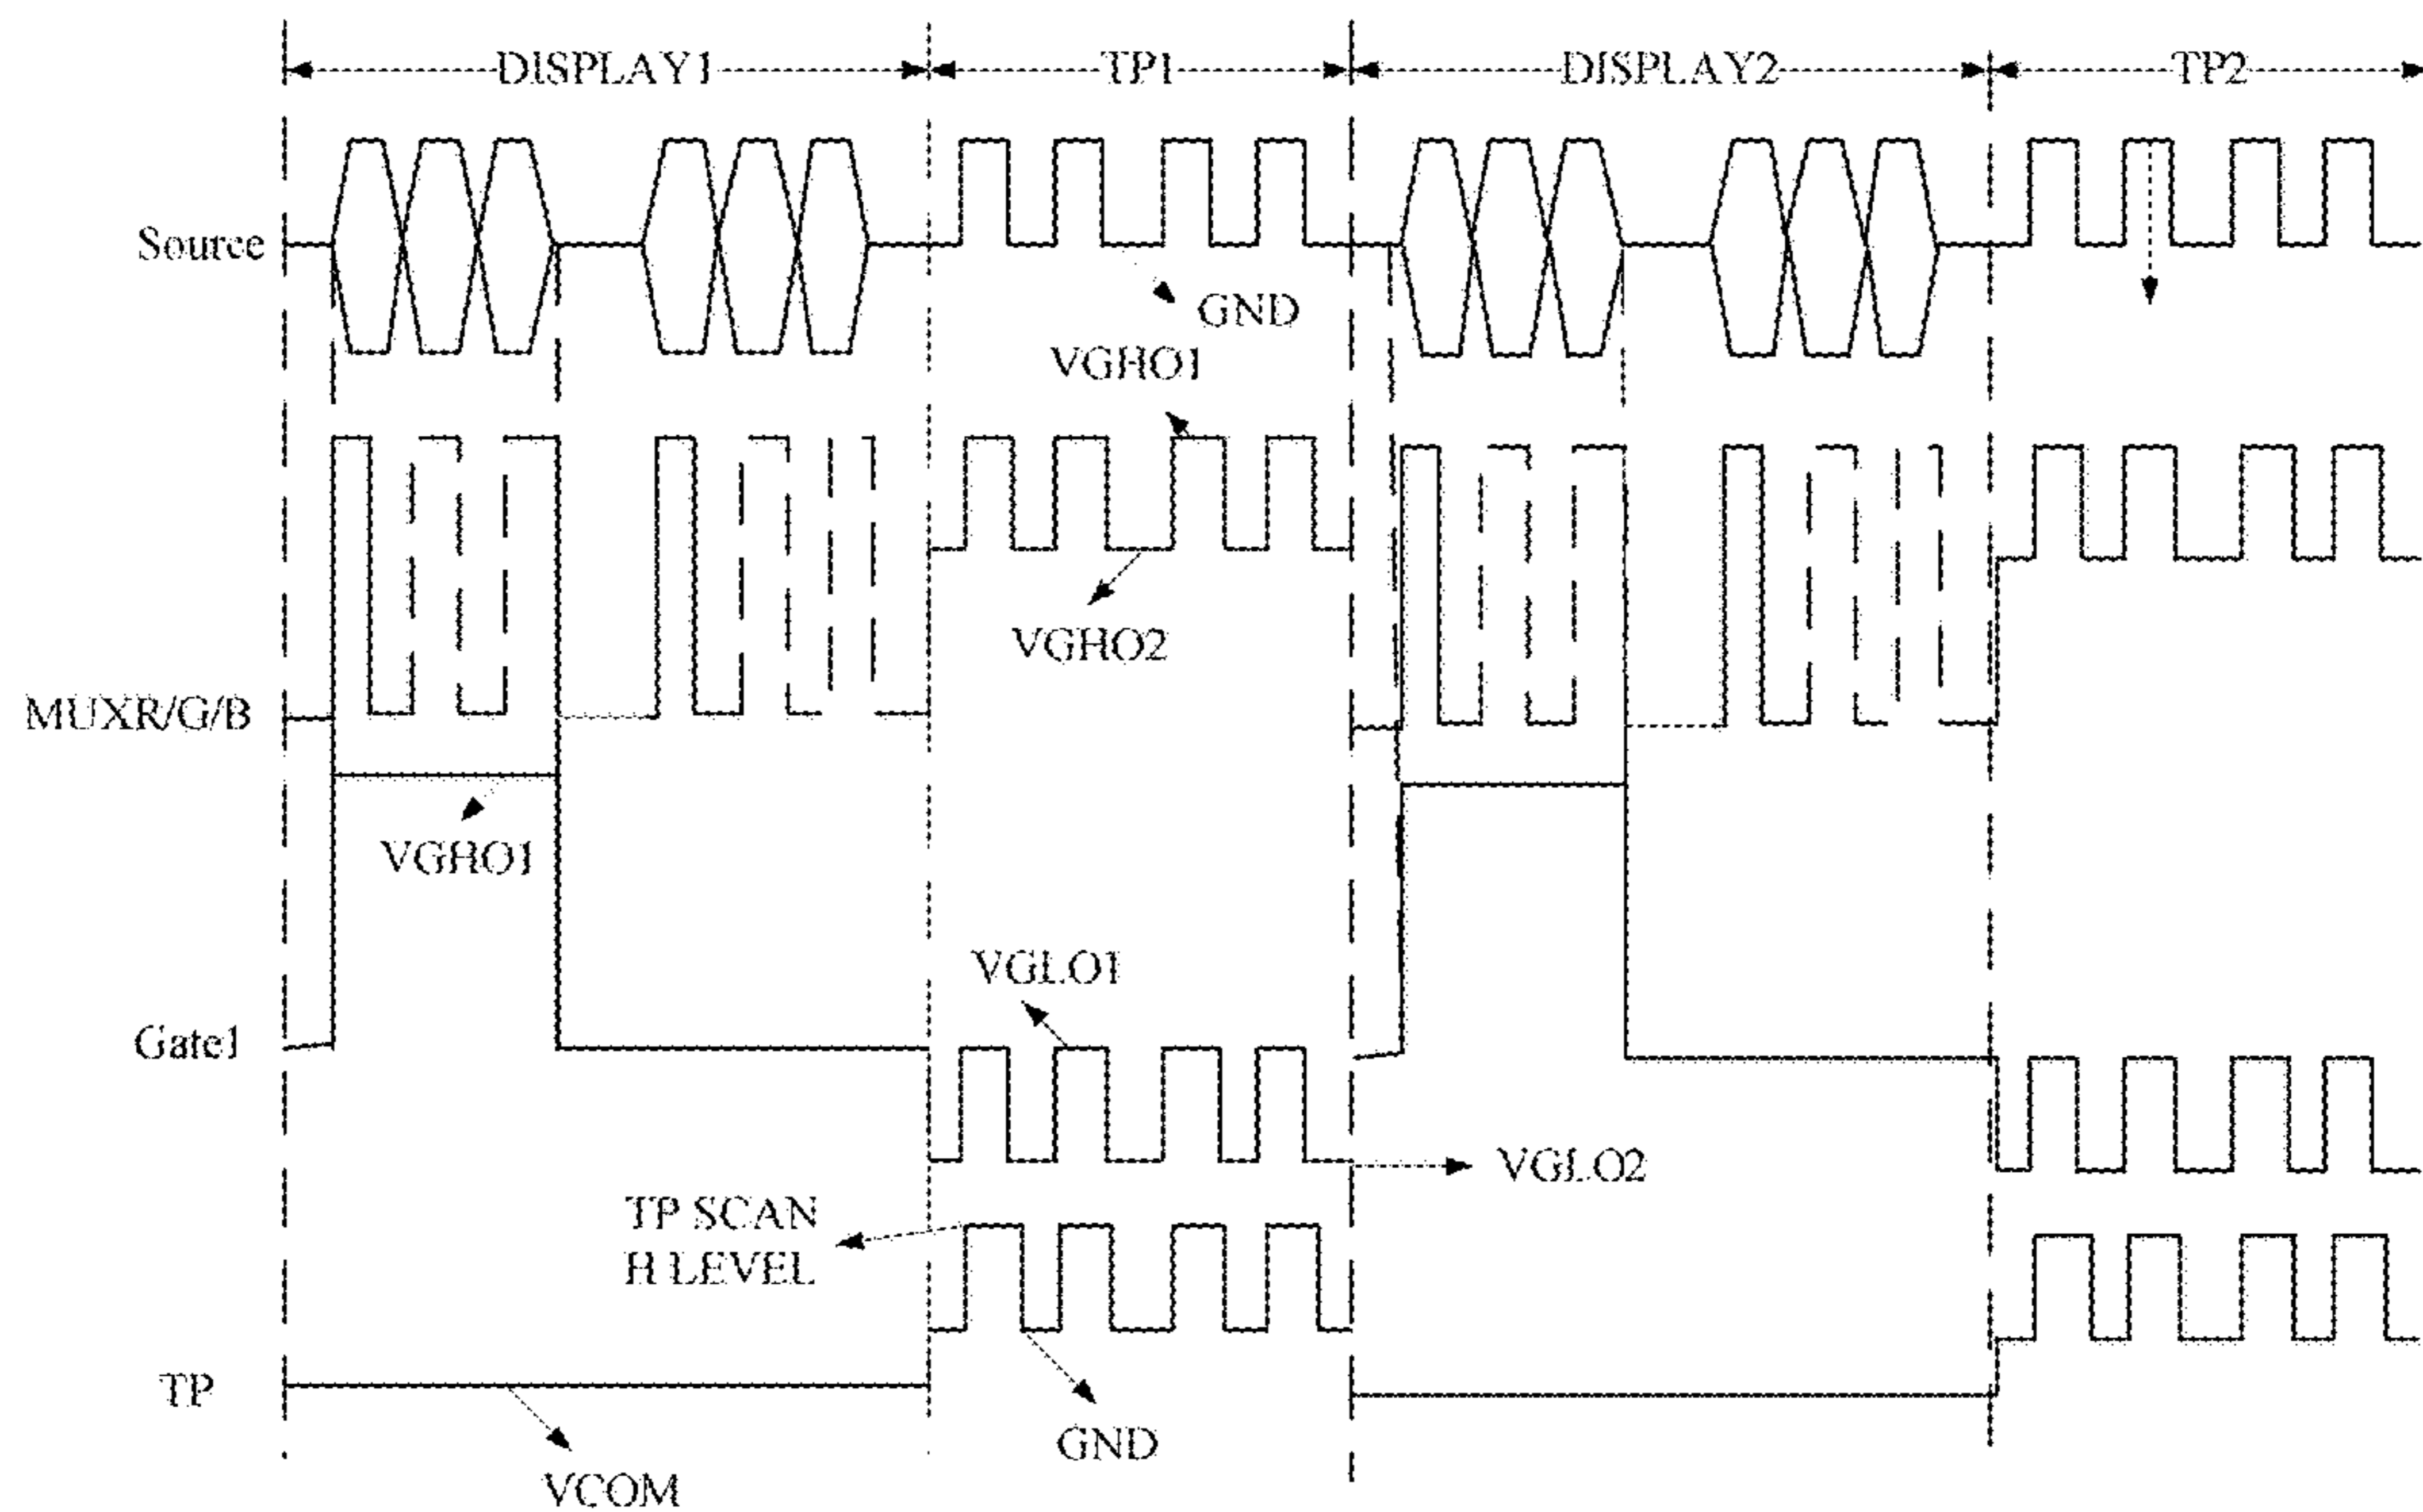 DISPLAY1
TP1
DISPLAY2
TP2
Source
GND
VGHO1
VGHO2
MUXR/G/B
VGHO1
VGLO1
Gate1
VGLO2
TP SCAN
H LEVEL
TP
GND
VCOM